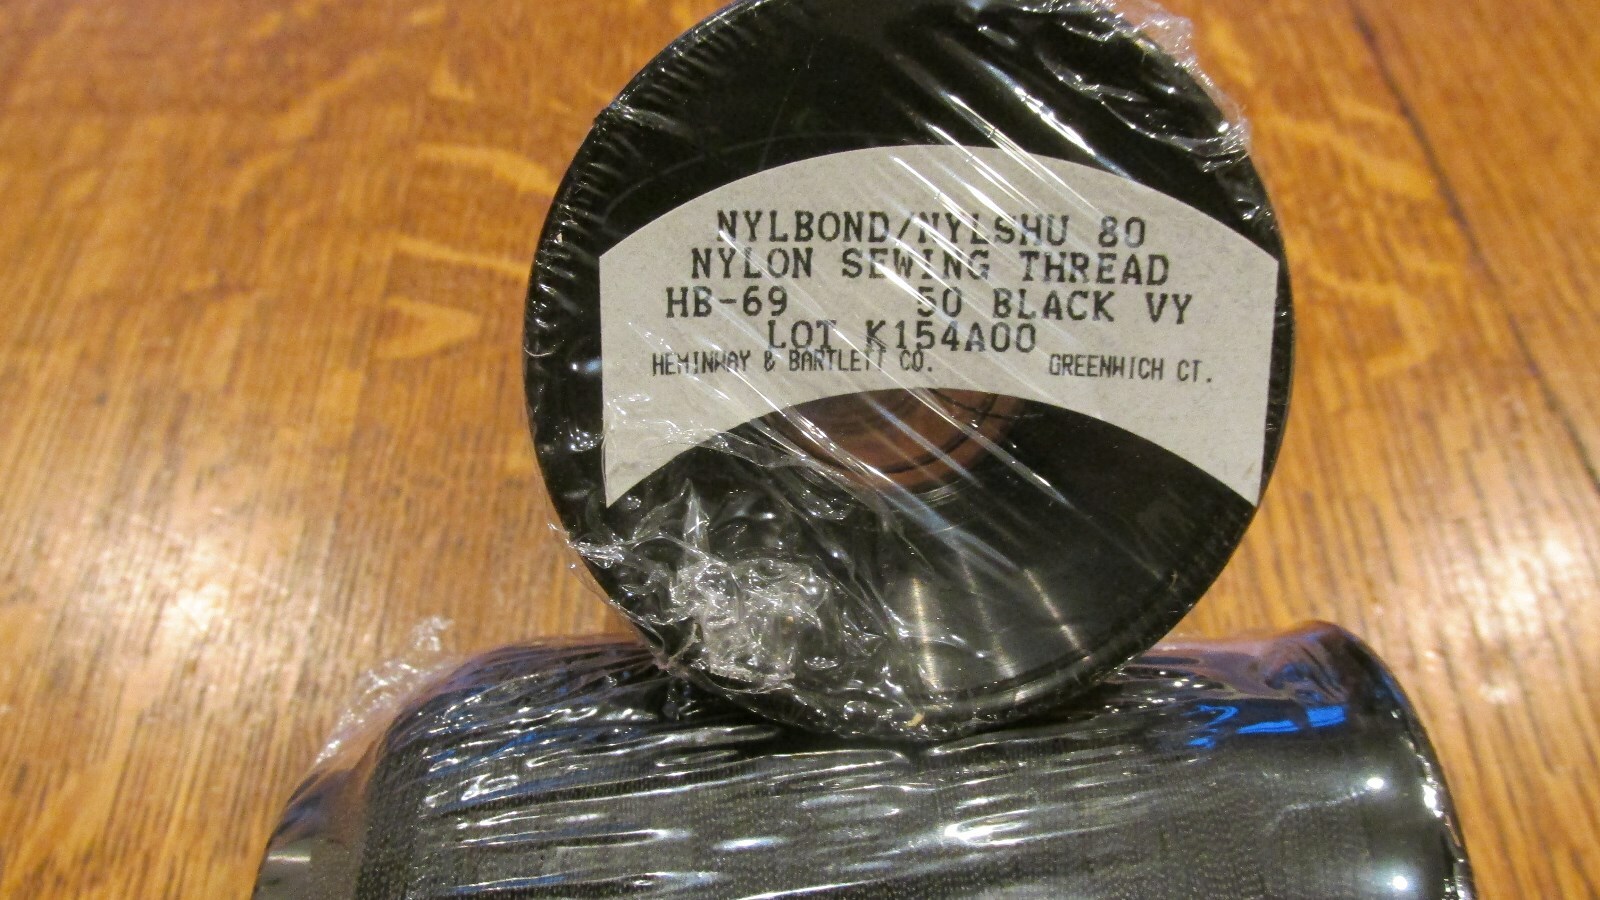 NYLBOND/NYLSHU 80
NYLON SEWING THREAD
HB-69 50 BLACK VY
LOT K154A00
HEMINWAY & BARTLETT CO. GREENWICH CT.